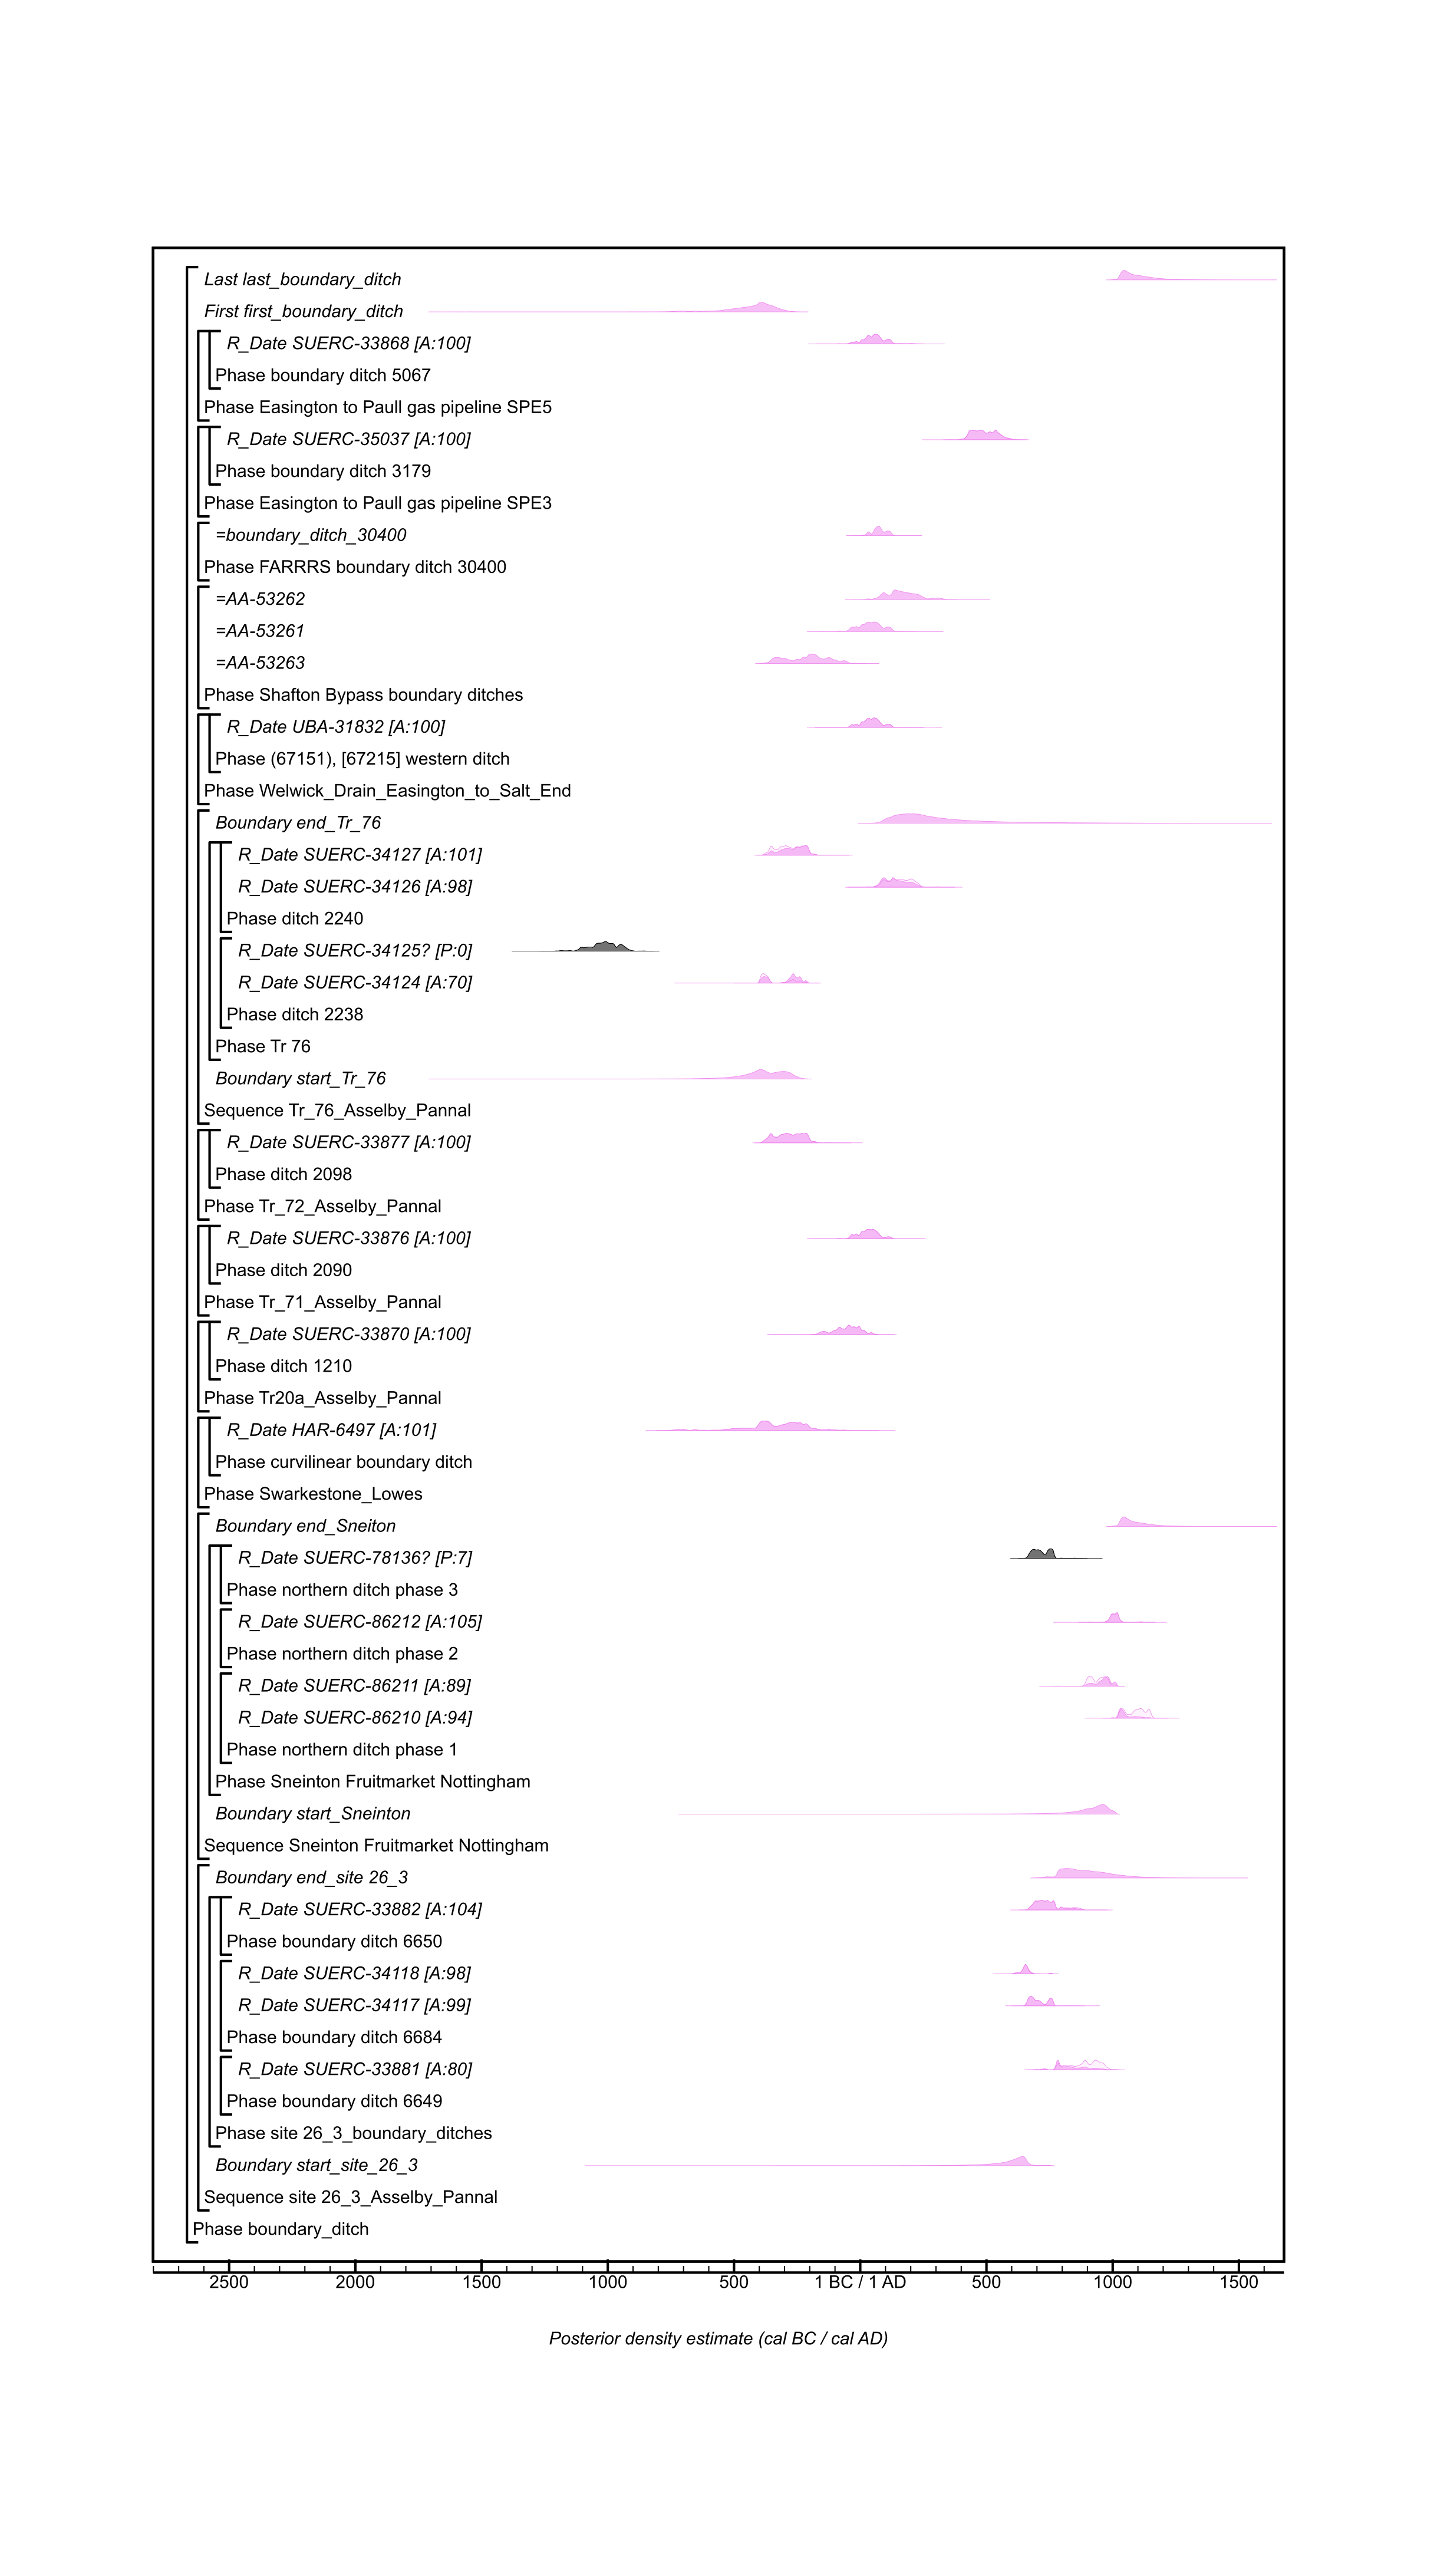 Last last_boundary_ditch
First first_boundary_ditch
R_Date SUERC-33868 [A:100]
Phase boundary ditch 5067
Phase Easington to Paull gas pipeline SPE5
R_Date SUERC-35037 [A:100]
Phase boundary ditch 3179
Phase Easington to Paull gas pipeline SPE3
=boundary_ditch_30400
Phase FARRRS boundary ditch 30400
=AA-53262
=AA-53261
=AA-53263
Phase Shafton Bypass boundary ditches
R_Date UBA-31832 [A:100]
Phase (67151), [67215] western ditch
Phase Welwick_Drain_Easington_to_Salt_End
Boundary end_Tr_76
R_Date SUERC-34127 [A:101]
R_Date SUERC-34126 [A:98]
Phase ditch 2240
R_Date SUERC-34125? [P:0]
R_Date SUERC-34124 [A:70]
Phase ditch 2238
Phase Tr 76
Boundary start_Tr_76
Sequence Tr_76_Asselby_Pannal
R_Date SUERC-33877 [A:100]
Phase ditch 2098
Phase Tr_72_Asselby_Pannal
R_Date SUERC-33876 [A:100]
Phase ditch 2090
Phase Tr_71_Asselby_Pannal
R_Date SUERC-33870 [A:100]
Phase ditch 1210
Phase Tr20a_Asselby_Pannal
R_Date HAR-6497 [A:101]
Phase curvilinear boundary ditch
Phase Swarkestone_Lowes
Boundary end_Sneiton
R_Date SUERC-78136? [P:7]
Phase northern ditch phase 3
R_Date SUERC-86212 [A:105]
Phase northern ditch phase 2
R_Date SUERC-86211 [A:89]
R_Date SUERC-86210 [A:94]
Phase northern ditch phase 1
Phase Sneinton Fruitmarket Nottingham
Boundary start_Sneinton
Sequence Sneinton Fruitmarket Nottingham
Boundary end_site 26_3
R_Date SUERC-33882 [A:104]
Phase boundary ditch 6650
R_Date SUERC-34118 [A:98]
R_Date SUERC-34117 [A:99]
Phase boundary ditch 6684
R_Date SUERC-33881 [A:80]
Phase boundary ditch 6649
Phase site 26_3_boundary_ditches
Boundary start_site_26_3
Sequence site 26_3_Asselby_Pannal
Phase boundary_ditch
2500 2000 1500 1000 500 1 BC / 1 AD 500 1000 1500
Posterior density estimate (cal BC / cal AD)